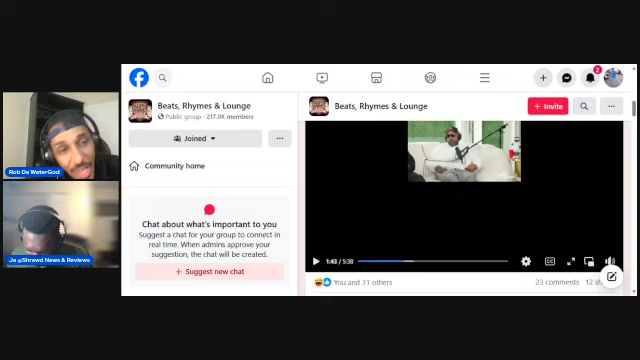 Beats, Rhymes & Lounge
Public group · 217.0K members
Joined
Community home
Chat about what's important to you
Suggest a chat for your group to connect in
real time. When admins approve your
suggestion, the chat will be created.
+ Suggest new chat
Beats, Rhymes & Lounge
+ Invite
2
1:43 / 5:38
CC
You and 31 others
23 comments
Rob Da WaterGod
Ja @Shrewd News & Reviews